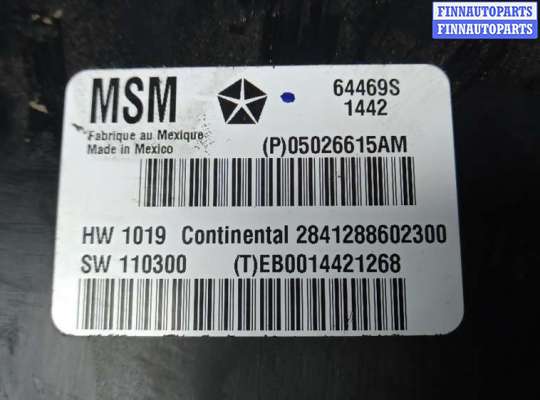 FINNAUTOPARTS
FINNAUTOPARTS
MSM
64469S
1442
Fabrique au Mexique
Made in Mexico
(P)05026615AM
HW 1019 Continental 2841288602300
SW 110300 (T)EB0014421268